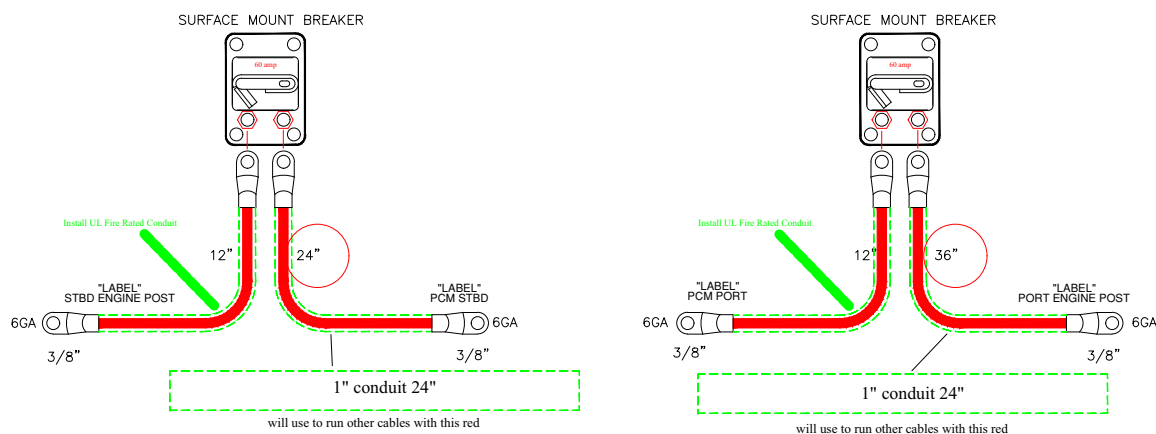 SURFACE MOUNT BREAKER
60 amp
Install UL Fire Rated Conduit
12”
24”
"LABEL"
STBD ENGINE POST
"LABEL"
PCM STBD
6GA
6GA
3/8”
3/8”
1" conduit 24"
will use to run other cables with this red
SURFACE MOUNT BREAKER
60 amp
Install UL Fire Rated Conduit
12”
36”
"LABEL"
PCM PORT
"LABEL"
PORT ENGINE POST
6GA
6GA
3/8”
3/8”
1" conduit 24"
will use to run other cables with this red